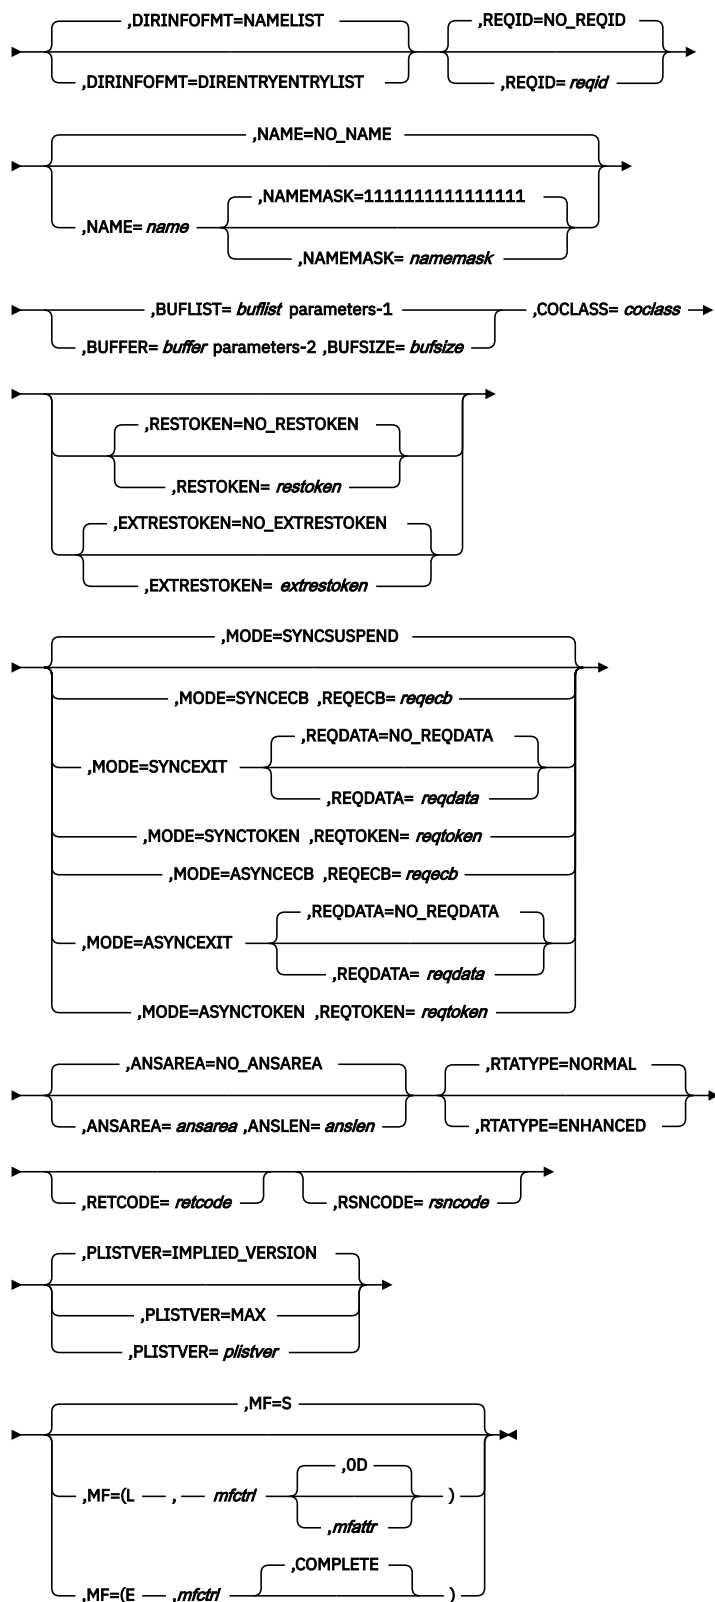 ,DIRINFOFMT=NAMELIST
,DIRINFOFMT=DIRENTRYENTRYLIST
,REQID=NO_REQID
,REQID= reqid
,NAME=NO_NAME
,NAME= name
,NAMEMASK=1111111111111111
,NAMEMASK= namemask
,BUFLIST= buflist parameters-1
,BUFFER= buffer parameters-2 ,BUFSIZE= bufsize
,COCLASS= coclass
,RESTOKEN=NO_RESTOKEN
,RESTOKEN= restoken
,EXTRESTOKEN=NO_EXTRESTOKEN
,EXTRESTOKEN= extrestoken
,MODE=SYNCSUSPEND
,MODE=SYNCECB ,REQECB= reqecb
,MODE=SYNCEXIT
,REQDATA=NO_REQDATA
,REQDATA= reqdata
,MODE=SYNCTOKEN ,REQTOKEN= reqtoken
,MODE=ASYNCECB ,REQECB= reqecb
,MODE=ASYNCEXIT
,REQDATA=NO_REQDATA
,REQDATA= reqdata
,MODE=ASYNCTOKEN ,REQTOKEN= reqtoken
,ANSAREA=NO_ANSAREA
,ANSAREA= ansarea ,ANSLEN= anslen
,RTATYPE=NORMAL
,RTATYPE=ENHANCED
,RETCODE= retcode
,RSNCODE= rsncode
,PLISTVER=IMPLIED_VERSION
,PLISTVER=MAX
,PLISTVER= plistver
,MF=S
,MF=(L , mfctrl
,0D
,mfattr
)
,MF=(E ,mfctrl
,COMPLETE
)